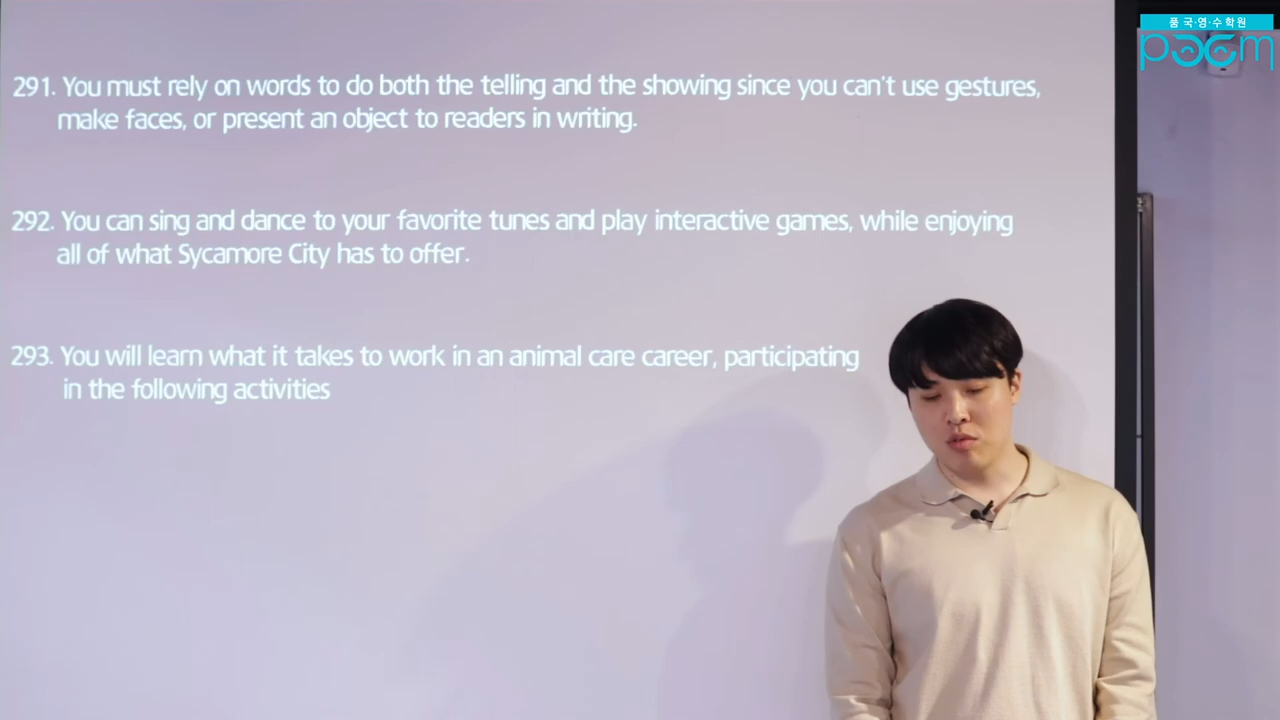 품 국·영·수 학원
poem
291. You must rely on words to do both the telling and the showing since you can't use gestures,
make faces, or present an object to readers in writing.
292. You can sing and dance to your favorite tunes and play interactive games, while enjoying
all of what Sycamore City has to offer.
293. You will learn what it takes to work in an animal care career, participating
in the following activities